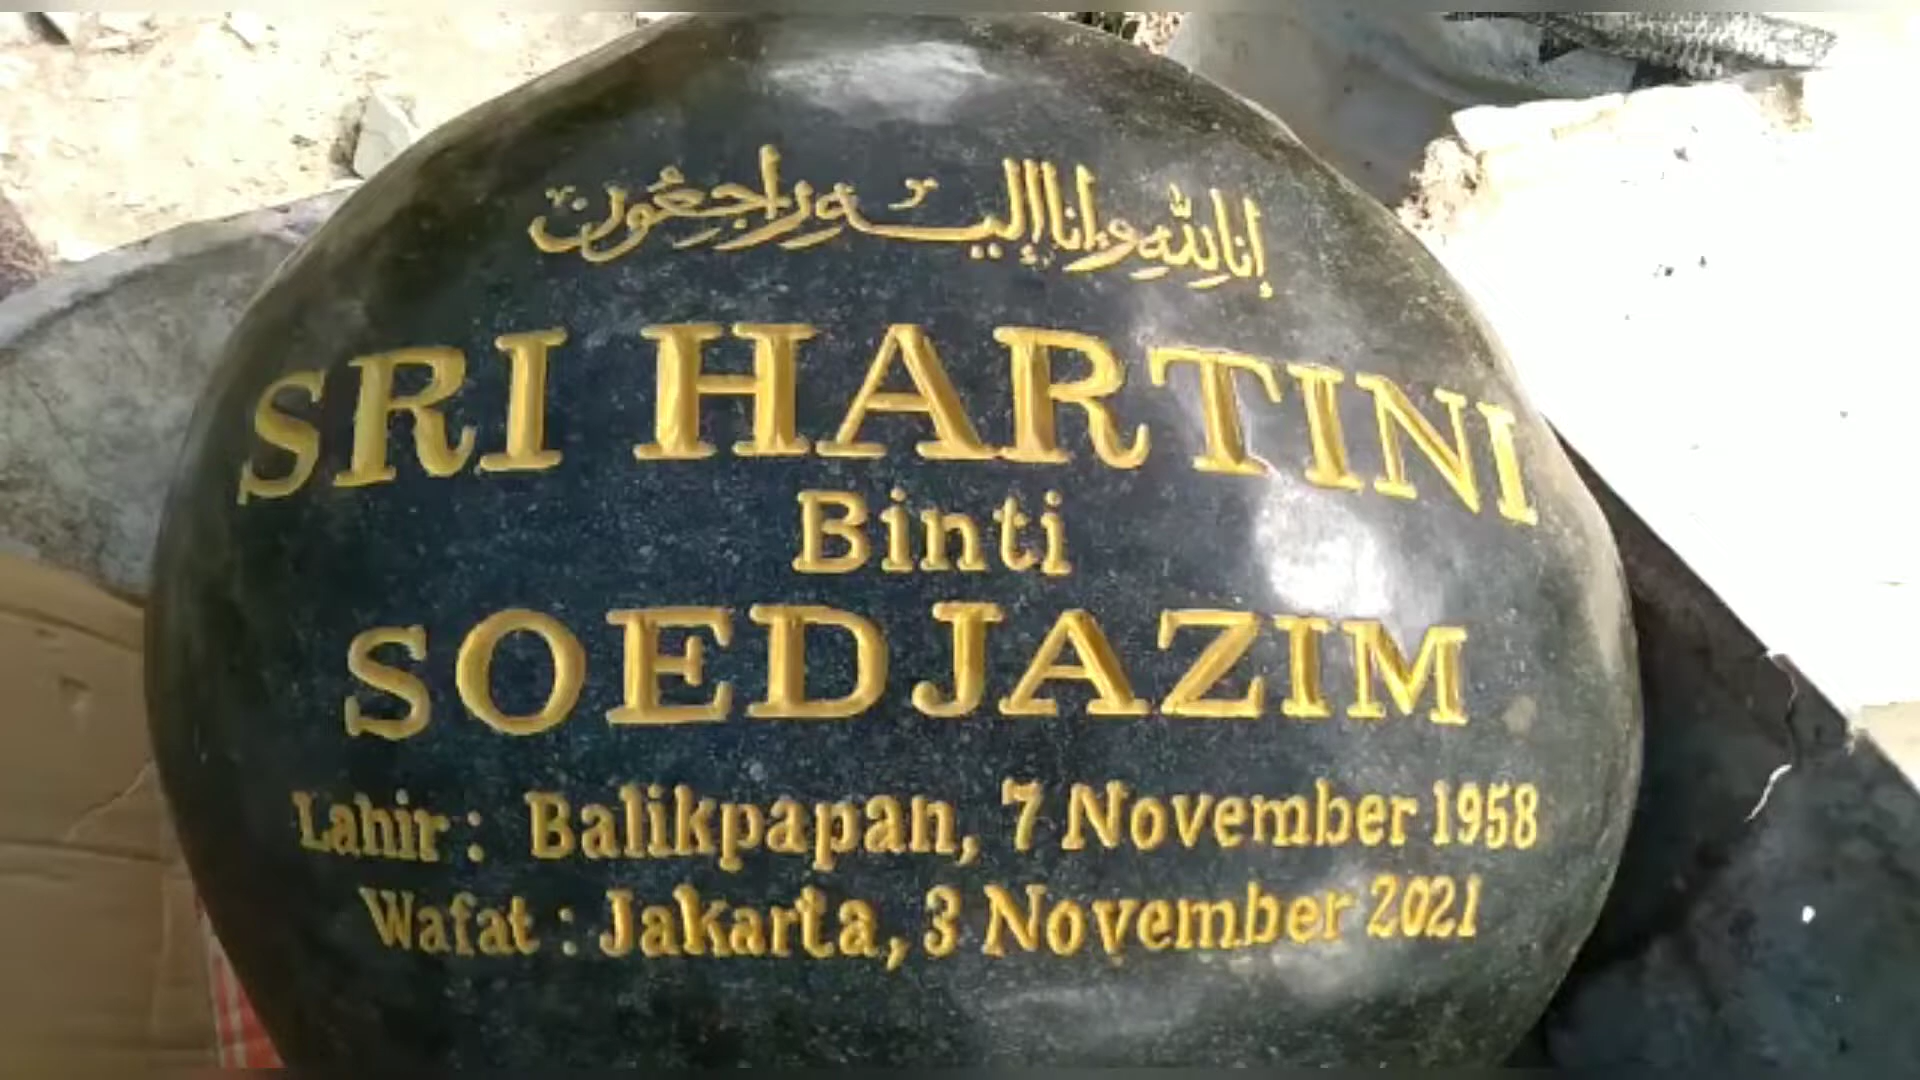 إنا لله وإنا إليه راجعون
SRI HARTINI
Binti
SOEDJAZIM
Lahir : Balikpapan, 7 November 1958
Wafat : Jakarta, 3 November 2021